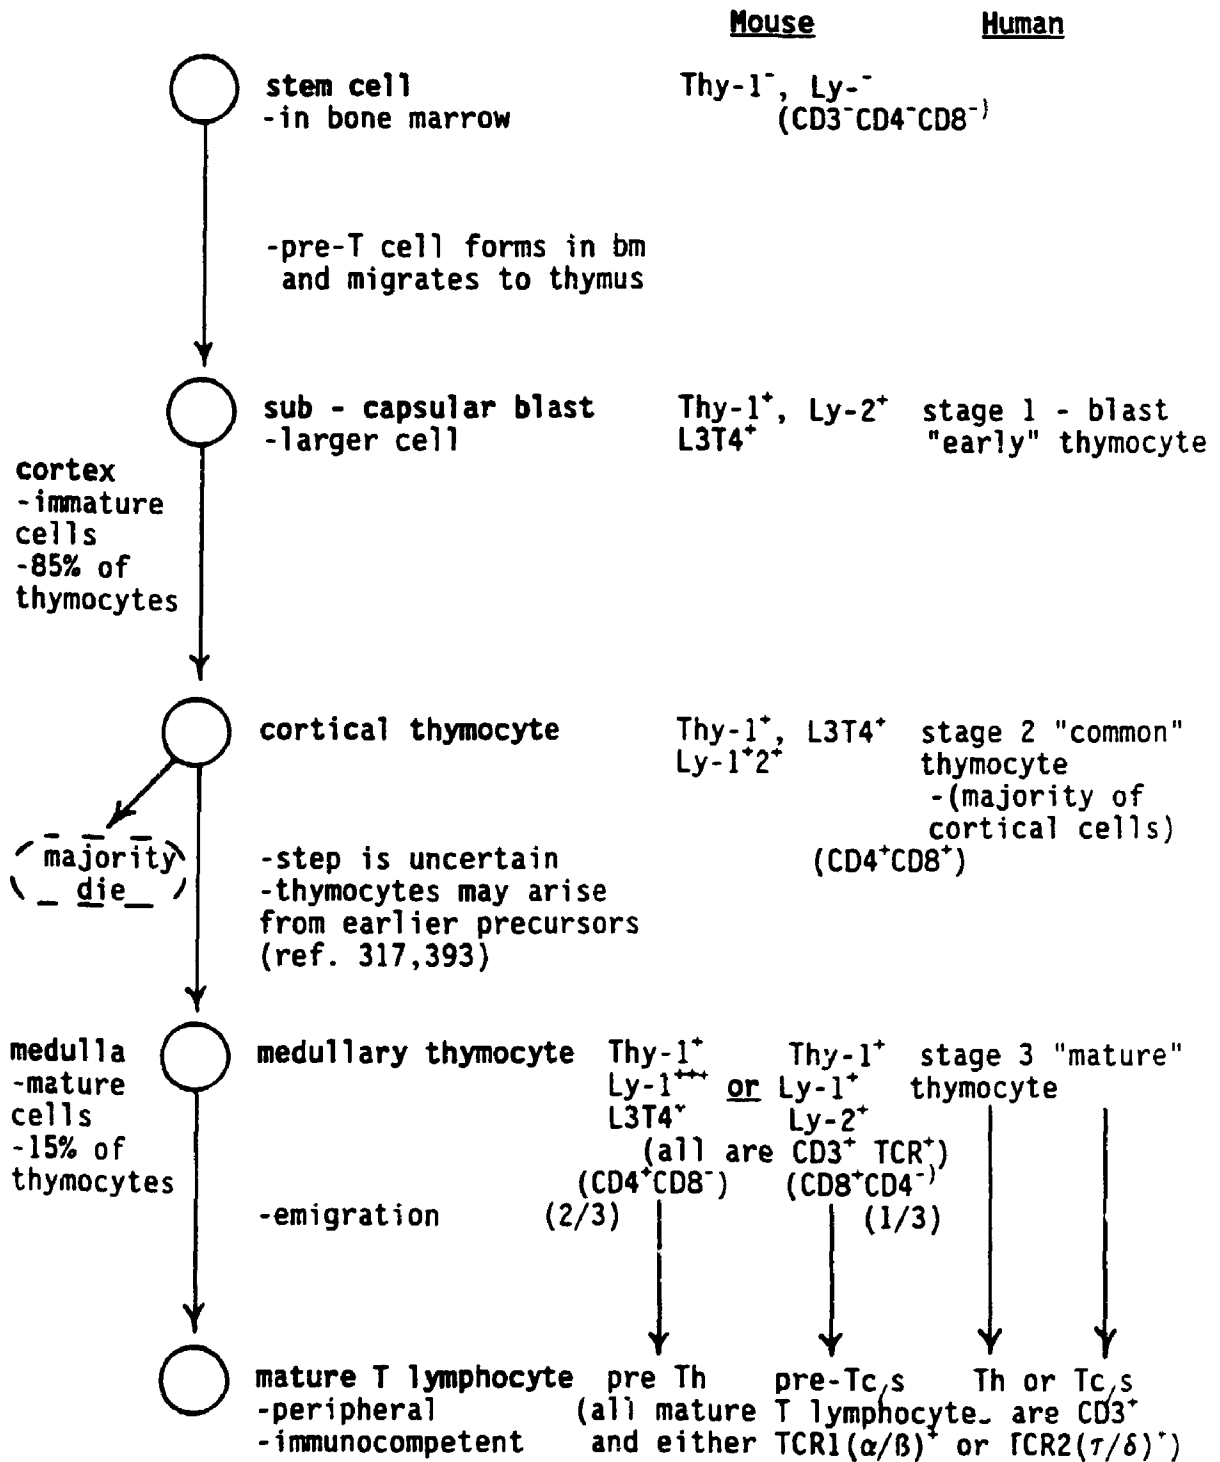 Mouse Human
stem cell Thy-1⁻, Ly-⁻
-in bone marrow (CD3⁻CD4⁻CD8⁻)
-pre-T cell forms in bm
and migrates to thymus
sub - capsular blast Thy-1⁺, Ly-2⁺ stage 1 - blast
-larger cell L3T4⁺ "early" thymocyte
cortex
-immature
cells
-85% of
thymocytes
cortical thymocyte Thy-1⁺, L3T4⁺ stage 2 "common"
Ly-1⁺2⁺ thymocyte
-(majority of
cortical cells)
(CD4⁺CD8⁺)
majority
die
-step is uncertain
-thymocytes may arise
from earlier precursors
(ref. 317,393)
medulla
-mature
cells
-15% of
thymocytes
medullary thymocyte Thy-1⁺ Thy-1⁺ stage 3 "mature"
Ly-1⁺⁺⁺ or Ly-1⁺ thymocyte
L3T4⁺ Ly-2⁺
(all are CD3⁺ TCR⁺)
(CD4⁺CD8⁻) (CD8⁺CD4⁻)
-emigration (2/3) (1/3)
mature T lymphocyte pre Th pre-Tc/s Th or Tc/s
-peripheral (all mature T lymphocyte_ are CD3⁺
-immunocompetent and either TCR1(α/β)⁺ or TCR2(τ/δ)⁺)